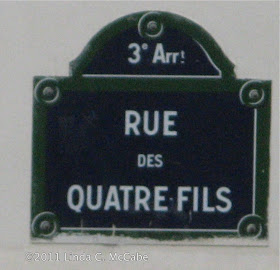 3e Arrt
RUE
DES
QUATRE-FILS
©2011 Linda C. McCabe